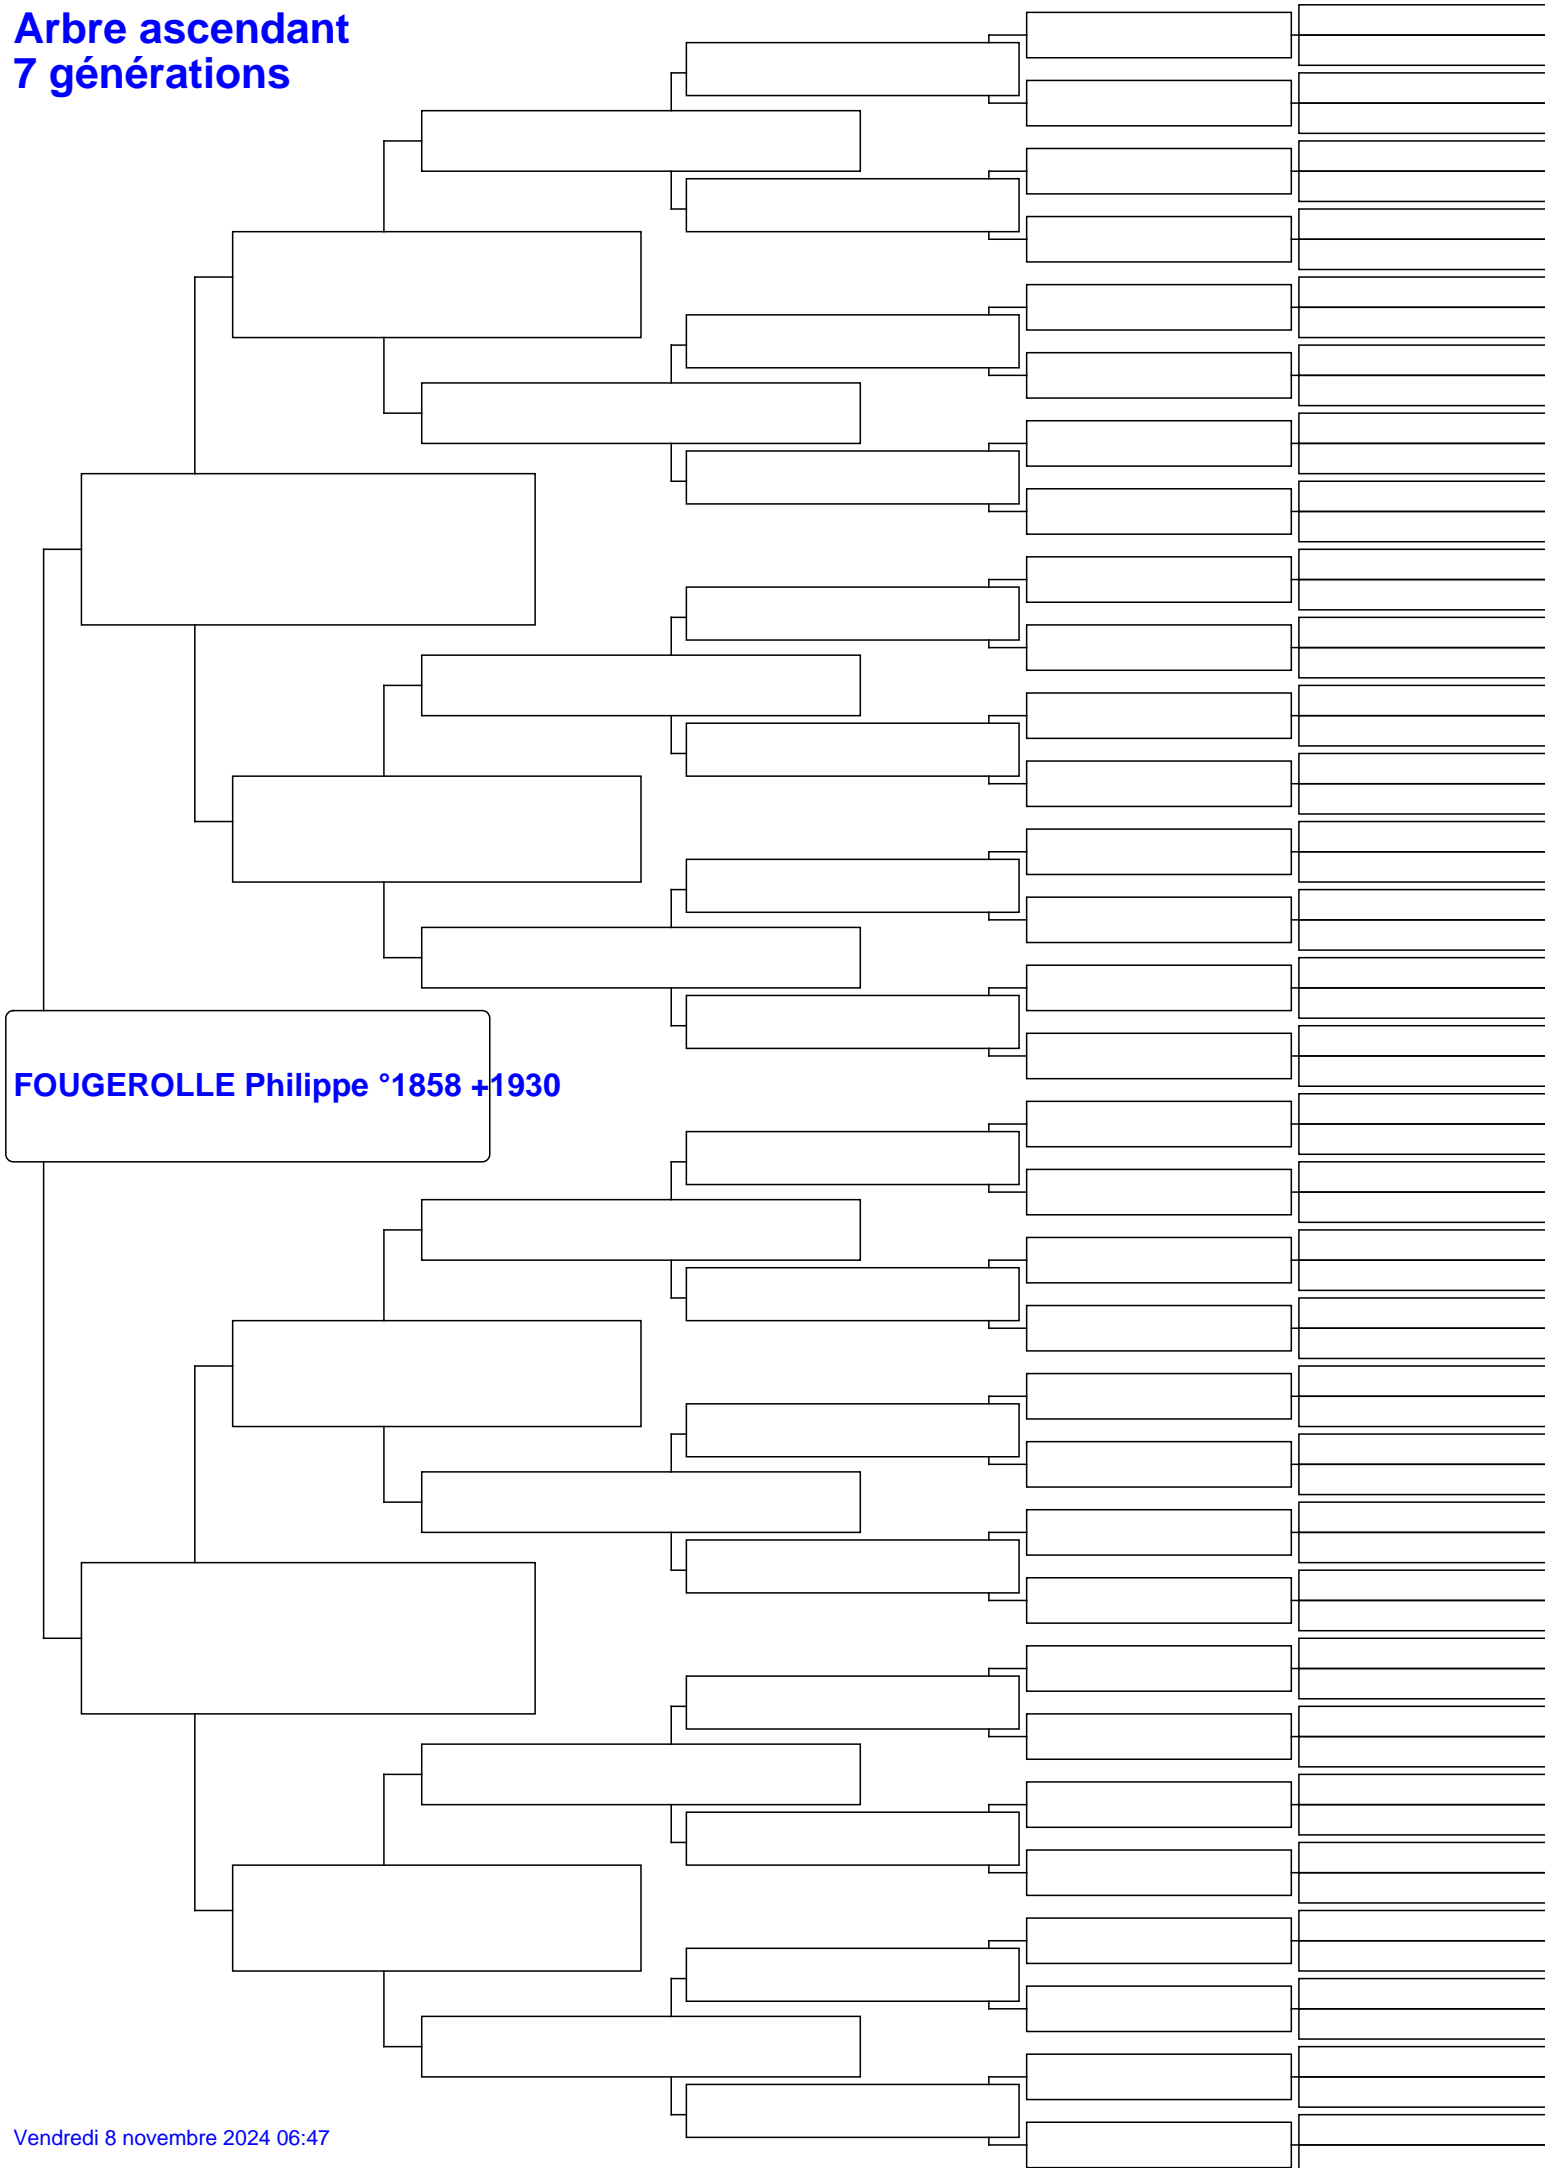 Arbre ascendant
7 générations
FOUGEROLLE Philippe °1858 +1930
Vendredi 8 novembre 2024 06:47